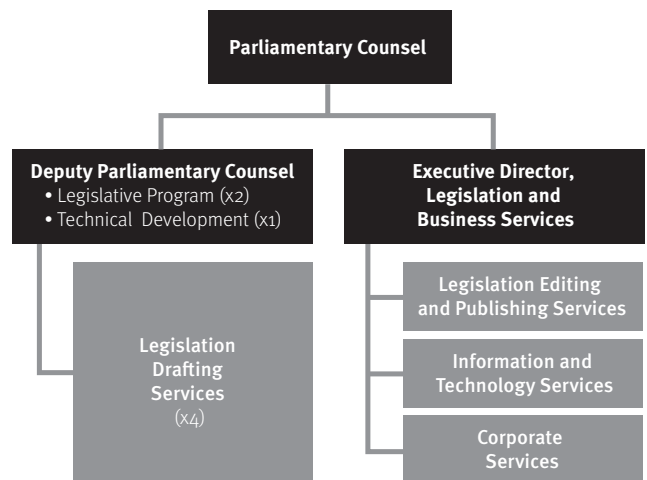 Parliamentary Counsel
Deputy Parliamentary Counsel
• Legislative Program (x2)
• Technical Development (x1)
Executive Director,
Legislation and
Business Services
Legislation
Drafting
Services
(x4)
Legislation Editing
and Publishing Services
Information and
Technology Services
Corporate
Services